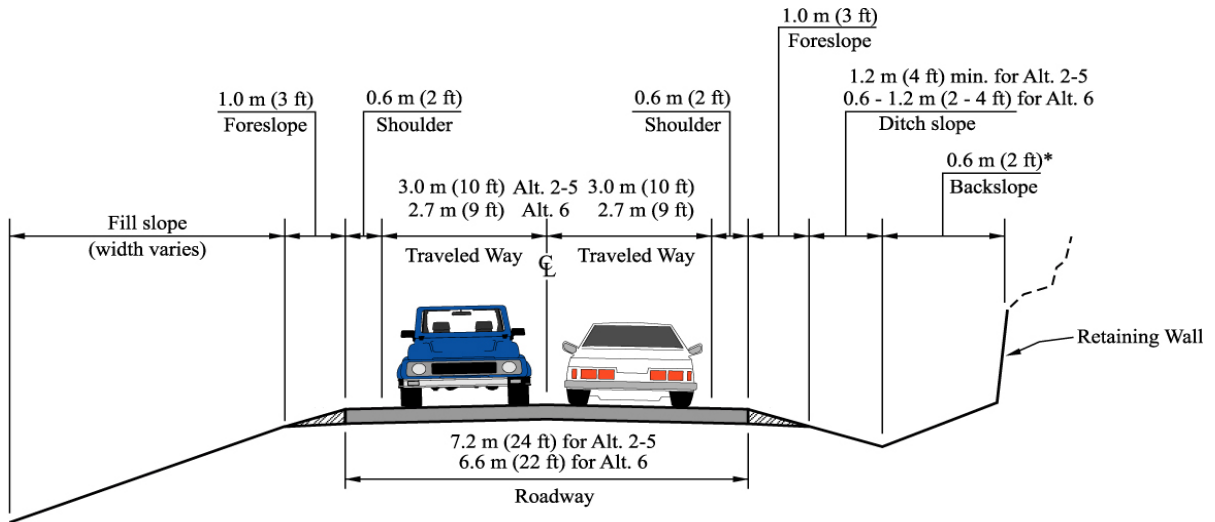 1.0 m (3 ft)
Foreslope
1.2 m (4 ft) min. for Alt. 2-5
0.6 - 1.2 m (2 - 4 ft) for Alt. 6
Ditch slope
1.0 m (3 ft)
Foreslope
0.6 m (2 ft)
Shoulder
0.6 m (2 ft)
Shoulder
0.6 m (2 ft)*
Backslope
3.0 m (10 ft) Alt. 2-5 3.0 m (10 ft)
2.7 m (9 ft) Alt. 6 2.7 m (9 ft)
Fill slope
(width varies)
Traveled Way CL Traveled Way
Retaining Wall
7.2 m (24 ft) for Alt. 2-5
6.6 m (22 ft) for Alt. 6
Roadway